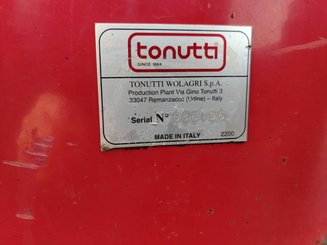 tonutti
SINCE 1864
TONUTTI WOLAGRI S.p.A.
Production Plant Via Gino Tonutti 3
33047 Remanzacco (Udine) – Italy
Serial N°
MADE IN ITALY 2200